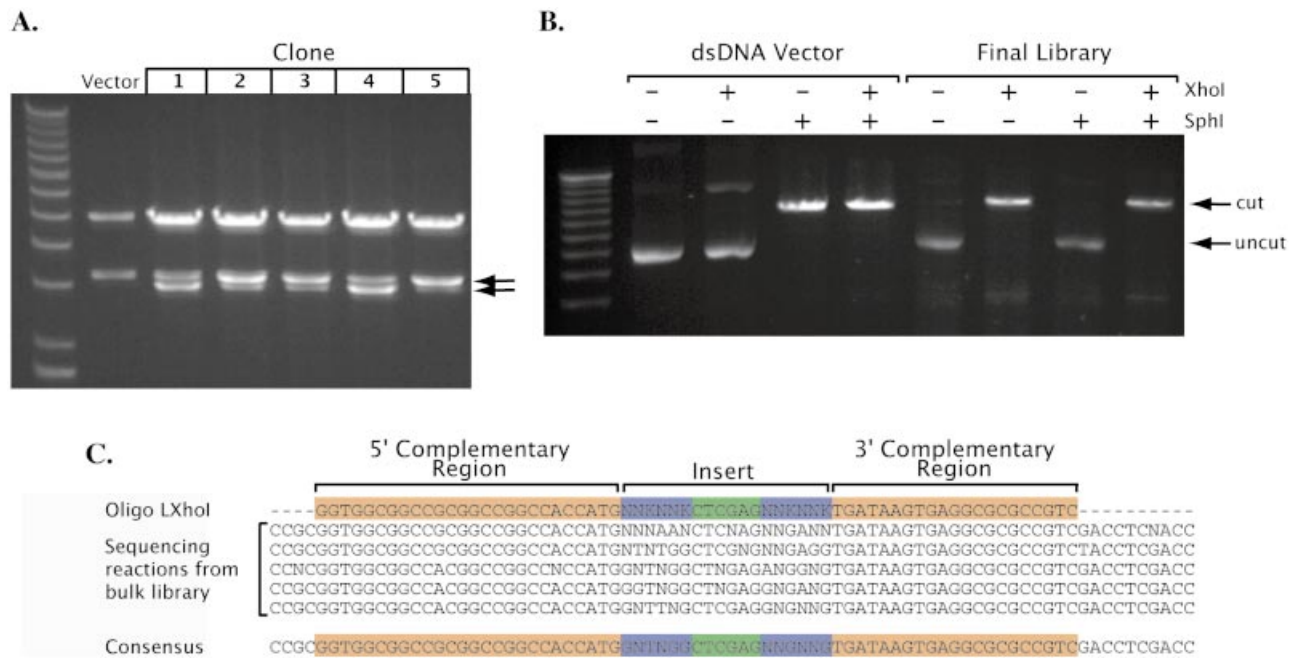 A.
Clone
Vector 1 2 3 4 5
B.
dsDNA Vector Final Library
– + – + – + – + XhoI
– – + + – – + + SphI
cut
uncut
C.
5' Complementary Region Insert 3' Complementary Region
Oligo LXhoI ----GGTGGCGGCCGCGGCCGGCCACCATGNNKNNKCTCGAGNNKNNKTGATAAGTGAGGCGCGCCGTC----------
Sequencing reactions from bulk library
CCGCGGTGGCGGCCGCGGCCGGCCACCATGNNNAANCTCNAGNNGANNTGATAAGTGAGGCGCGCCGTCGACCTCNACC
CCGCGGTGGCGGCCGCGGCCGGCCACCATGNTNTGGCTCGNGNNGAGGTGATAAGTGAGGCGCGCCGTCTACCTCGACC
CCNCGGTGGCGGCCACGGCCGGCCNCCATGGNTNGGCTNGAGANGGNGTGATAAGTGAGGCGCGCCGTCGACCTCGACC
CCGCGGTGGCGGCCACGGCCGGCCACCATGGGTNGGCTNGAGGNGANGTGATAAGTGAGGCGCGCCGTCGACCTCGACC
CCGCGGTGGCGGCCGCGGCCGGCCACCATGGNTTNGCTCGAGGNGNNGTGATAAGTGAGGCGCGCCGTCGACCTCGACC
Consensus CCGCGGTGGCGGCCGCGGCCGGCCACCATGGNTNGGCTCGAGNNGNNGTGATAAGTGAGGCGCGCCGTCGACCTCGACC